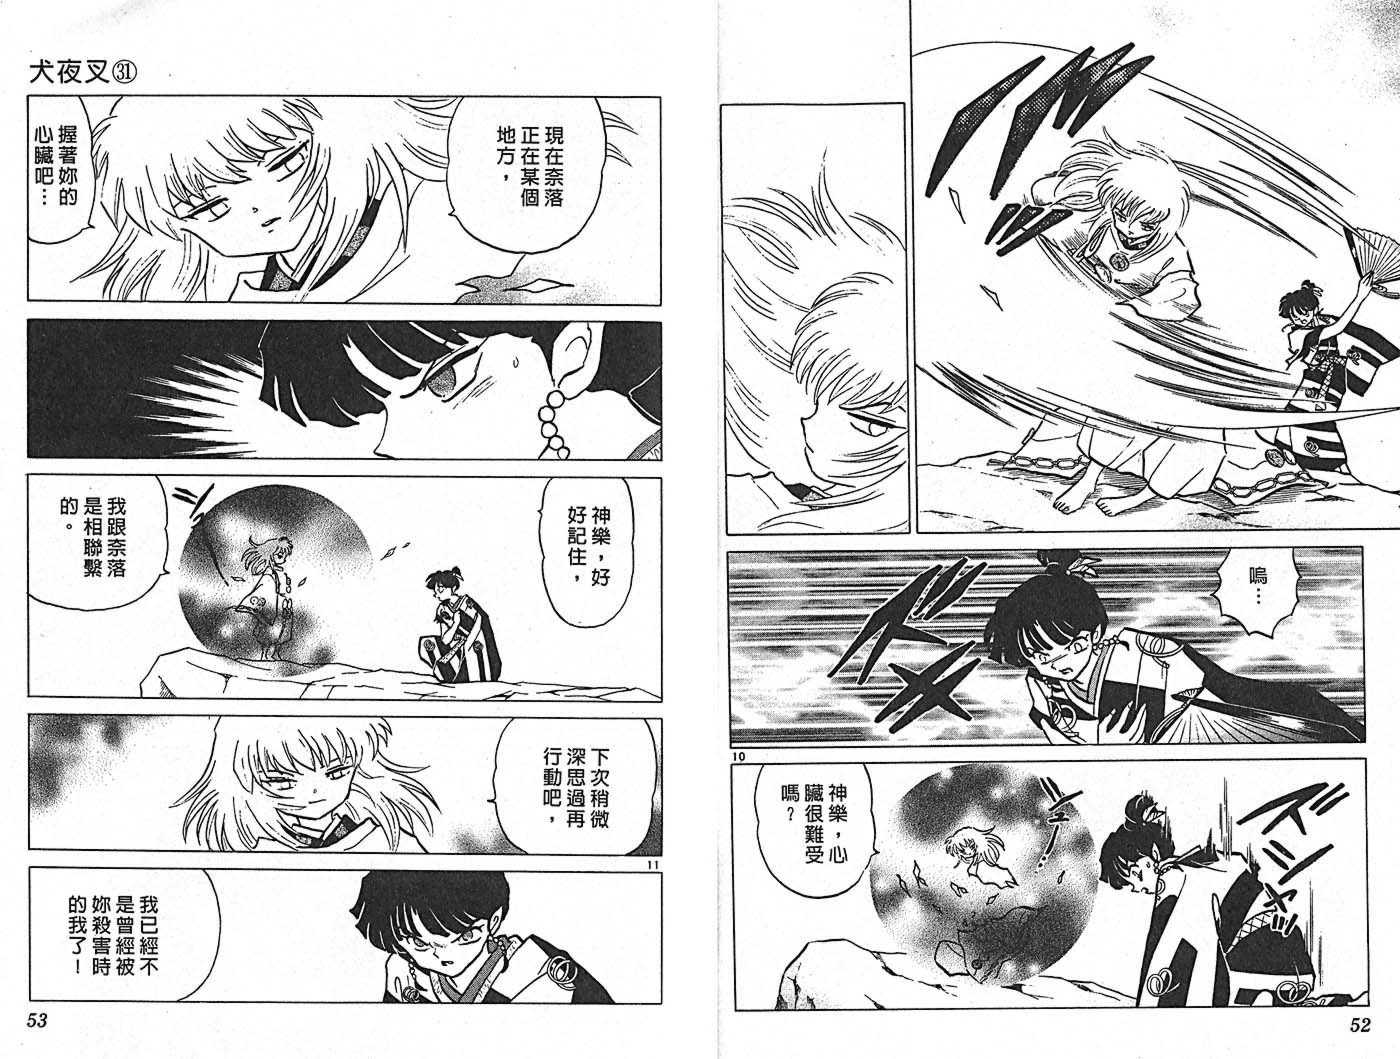 嗚…
10
神樂，心
臟很難受
嗎？
52
犬夜叉㉛
現在奈落
正在某個
地方，
握著妳的
心臟吧…
神樂，好
好記住，
我跟奈落
是相聯繫
的。
下次稍微
深思過再
行動吧，
11
我已經不
是曾經被
妳殺害時
的我了！
53